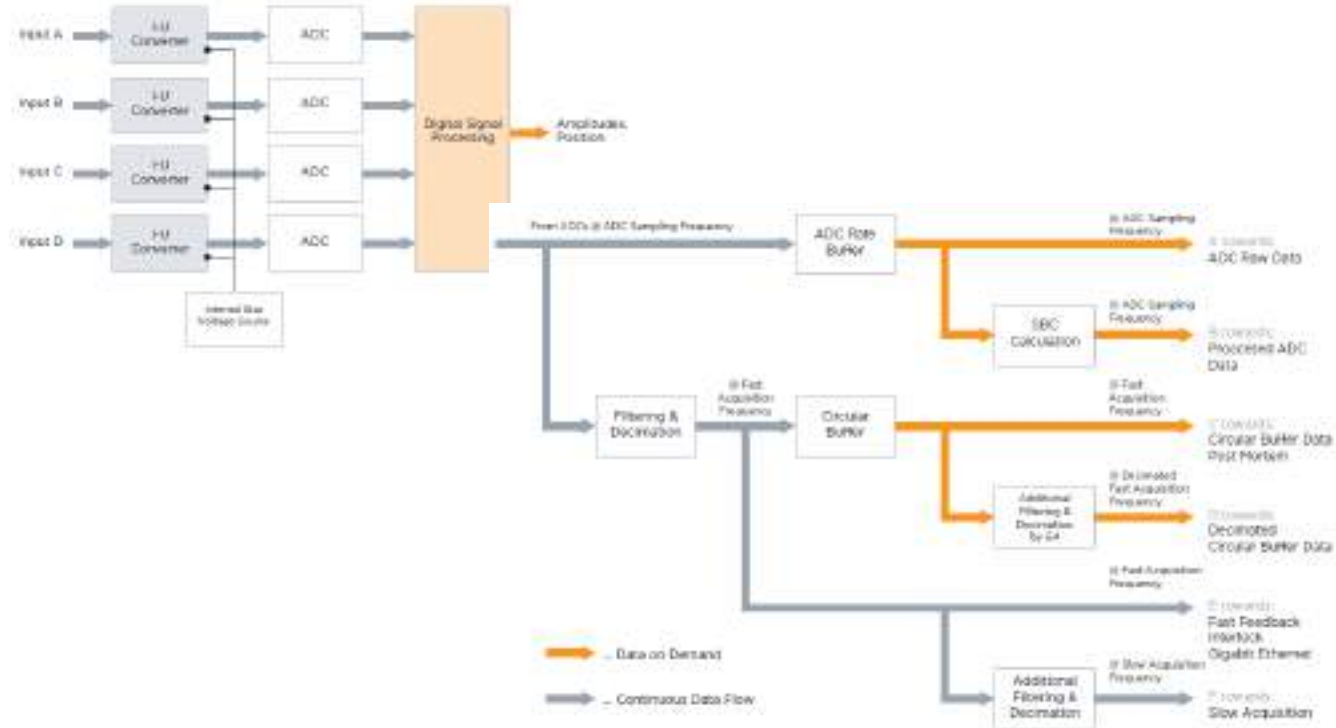 Input A
I-U
Converter
ADC
Input B
I-U
Converter
ADC
Input C
I-U
Converter
ADC
Input D
I-U
Converter
ADC
Internal Bias
Voltage Source
Digital Signal
Processing
Amplitudes,
Position
From ADCs @ ADC Sampling Frequency
ADC Rate
Buffer
@ ADC Sampling
Frequency
A towards:
ADC Raw Data
SBC
Calculation
@ ADC Sampling
Frequency
B towards:
Processed ADC
Data
Filtering &
Decimation
@ Fast
Acquisition
Frequency
Circular
Buffer
@ Fast
Acquisition
Frequency
C towards:
Circular Buffer Data
Post Mortem
Additional
Filtering &
Decimation
by 64
@ Decimated
Fast Acquisition
Frequency
D towards:
Decimated
Circular Buffer Data
@ Fast Acquisition
Frequency
E towards:
Fast Feedback
Interlock
Gigabit Ethernet
Additional
Filtering &
Decimation
@ Slow Acquisition
Frequency
F towards:
Slow Acquisition
... Data on Demand
... Continuous Data Flow